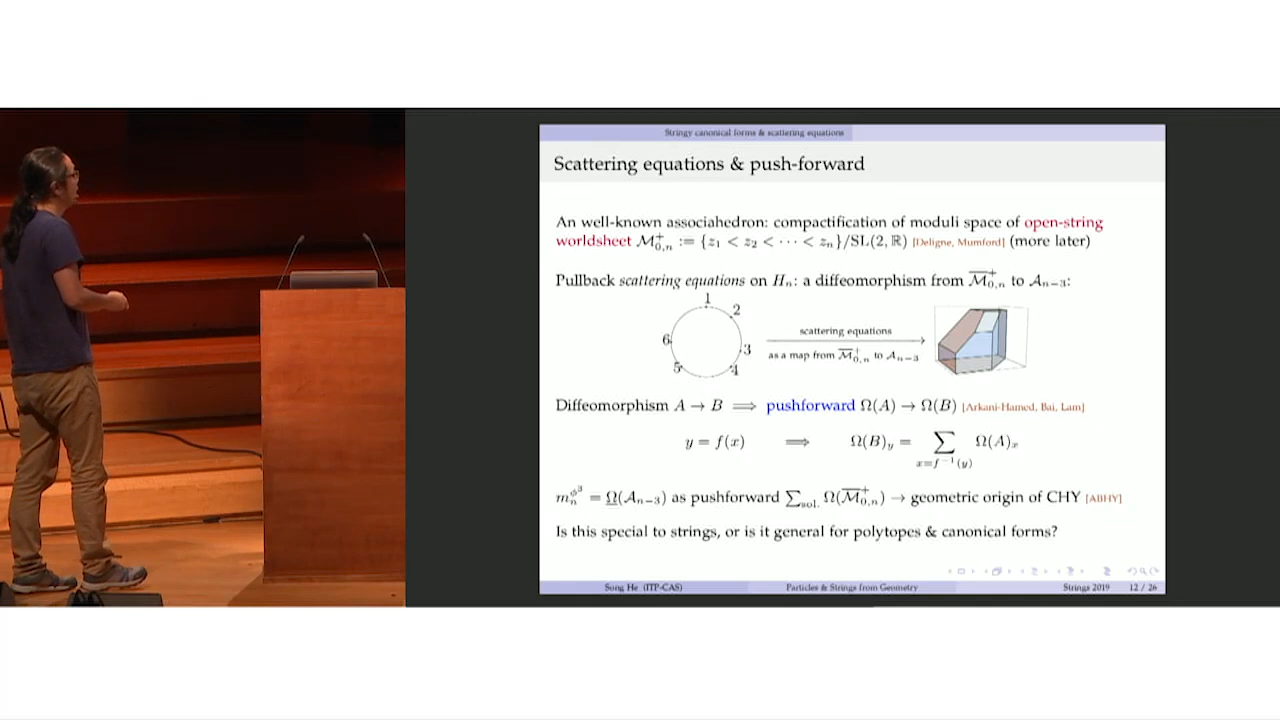 Stringy canonical forms & scattering equations
Scattering equations & push-forward
An well-known associahedron: compactification of moduli space of open-string
worldsheet M⁺₀,ₙ := {z₁ < z₂ < ⋯ < zₙ}/SL(2, ℝ) [Deligne, Mumford] (more later)
Pullback scattering equations on Hₙ: a diffeomorphism from M̅⁺₀,ₙ to 𝒜ₙ₋₃:
1
2
3
4
5
6
scattering equations
as a map from M̅⁺₀,ₙ to 𝒜ₙ₋₃
Diffeomorphism A → B ⟹ pushforward Ω(A) → Ω(B) [Arkani-Hamed, Bai, Lam]
y = f(x) ⟹ Ω(B)_y = ∑_{x=f⁻¹(y)} Ω(A)ₓ
mₙ^{ϕ³} = Ω(𝒜ₙ₋₃) as pushforward ∑_{sol.} Ω(M̅⁺₀,ₙ) → geometric origin of CHY [ABHY]
Is this special to strings, or is it general for polytopes & canonical forms?
Song He (ITP-CAS) Particles & Strings from Geometry Strings 2019 12 / 26